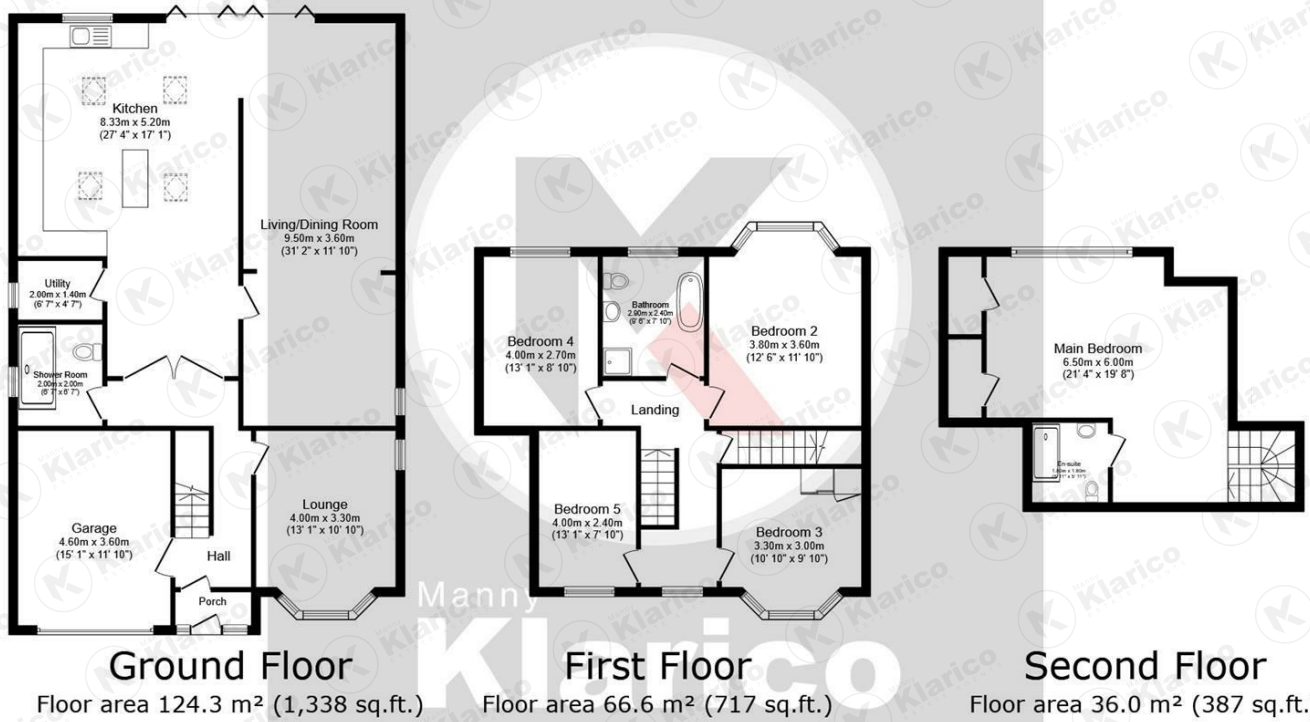 Kitchen
8.33m x 5.20m
(27' 4" x 17' 1")
Living/Dining Room
9.50m x 3.60m
(31' 2" x 11' 10")
Utility
2.00m x 1.40m
(6' 7" x 4' 7")
Shower Room
2.00m x 2.00m
(6' 7" x 6' 7")
Garage
4.60m x 3.60m
(15' 1" x 11' 10")
Hall
Porch
Lounge
4.00m x 3.30m
(13' 1" x 10' 10")
Ground Floor
Floor area 124.3 m² (1,338 sq.ft.)
Bedroom 4
4.00m x 2.70m
(13' 1" x 8' 10")
Bathroom
2.90m x 2.40m
(9' 6" x 7' 10")
Bedroom 2
3.80m x 3.60m
(12' 6" x 11' 10")
Landing
Bedroom 5
4.00m x 2.40m
(13' 1" x 7' 10")
Bedroom 3
3.30m x 3.00m
(10' 10" x 9' 10")
First Floor
Floor area 66.6 m² (717 sq.ft.)
Main Bedroom
6.50m x 6.00m
(21' 4" x 19' 8")
En-suite
Second Floor
Floor area 36.0 m² (387 sq.ft.
Manny
Klarico